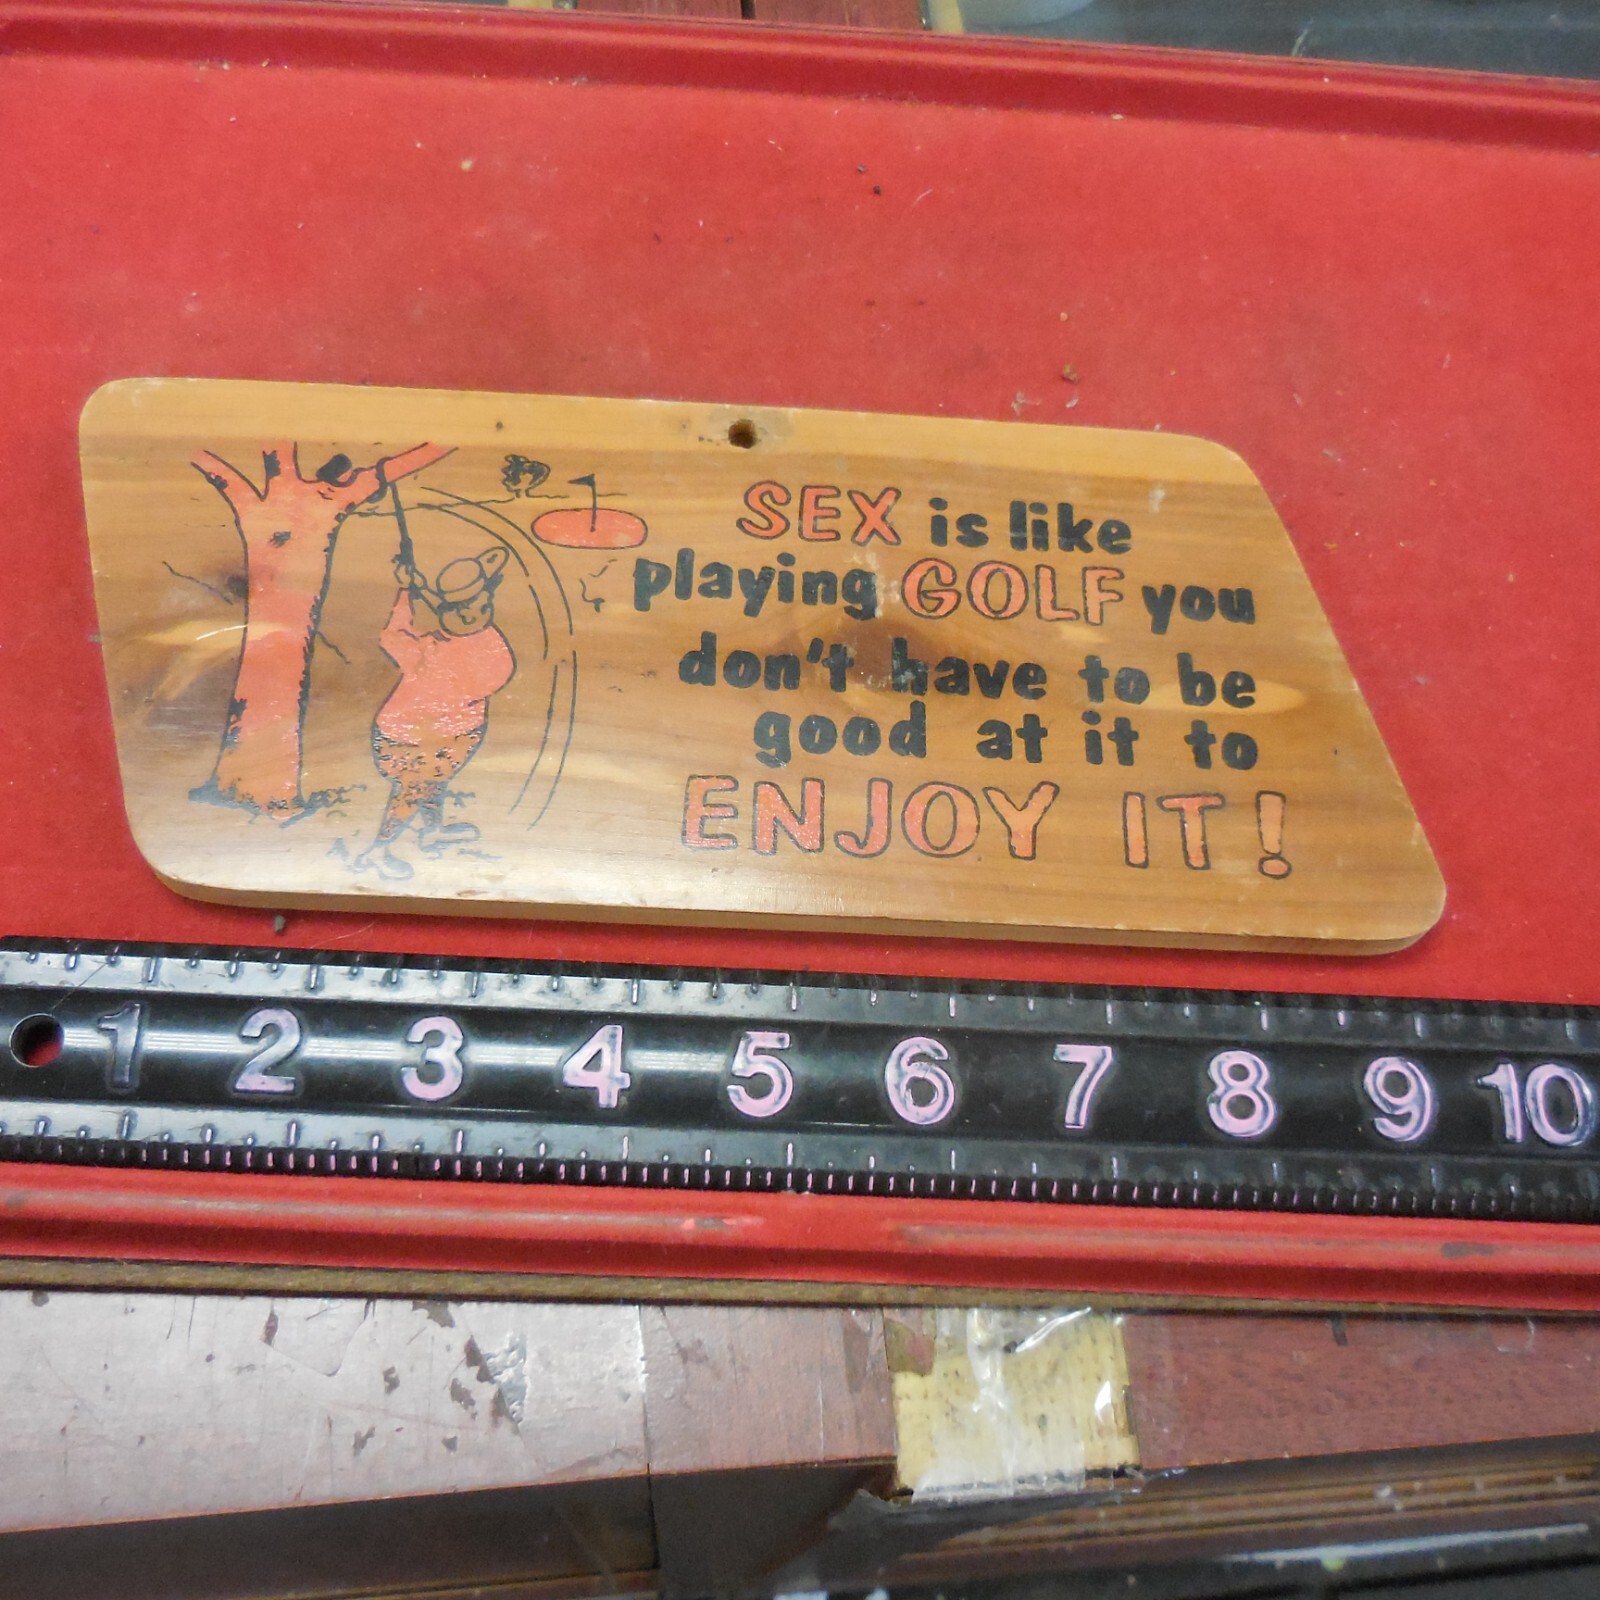 SEX is like
playing GOLF you
don't have to be
good at it to
ENJOY IT!
1 2 3 4 5 6 7 8 9 10